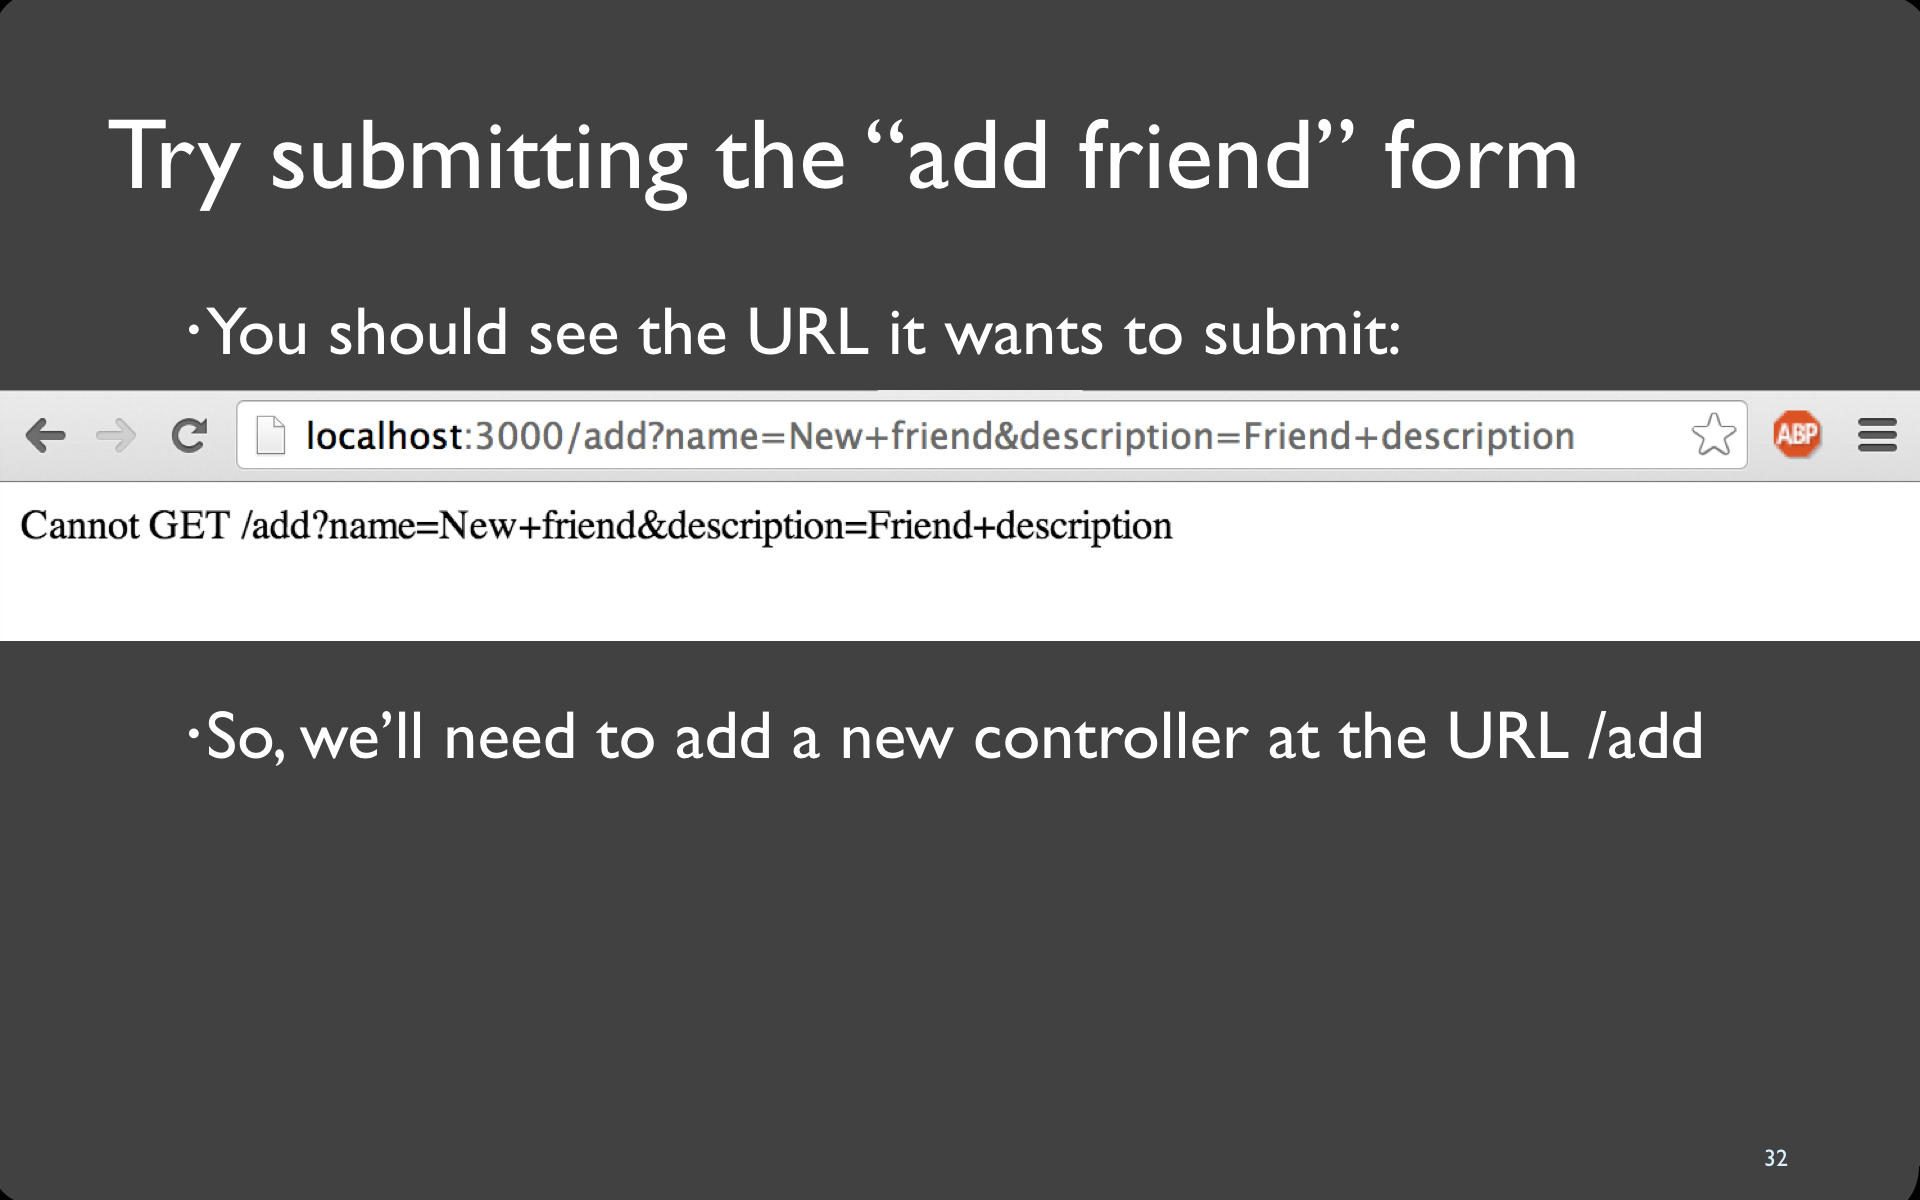 Try submitting the “add friend” form
•You should see the URL it wants to submit:
localhost:3000/add?name=New+friend&description=Friend+description
ABP
Cannot GET /add?name=New+friend&description=Friend+description
•So, we’ll need to add a new controller at the URL /add
32